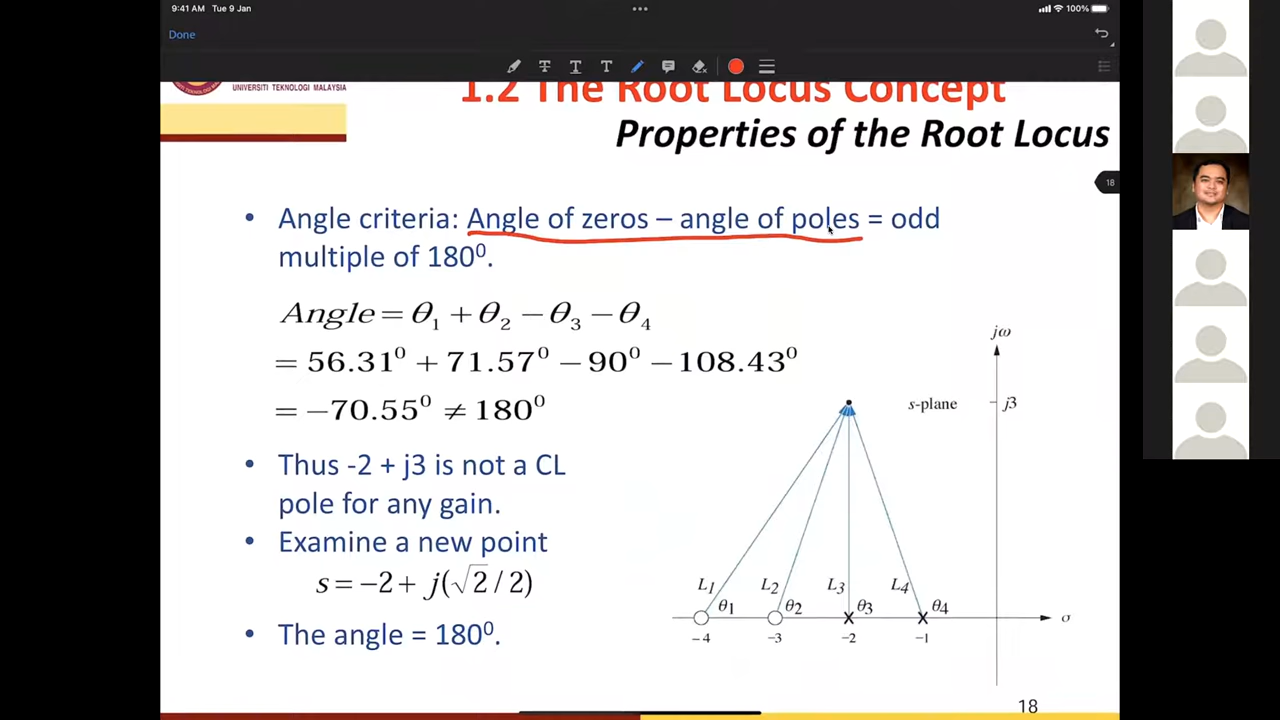 9:41 AM Tue 9 Jan
100%
Done
UNIVERSITI TEKNOLOGI MALAYSIA
1.2 The Root Locus Concept
Properties of the Root Locus
18
• Angle criteria: Angle of zeros – angle of poles = odd
multiple of 180⁰.
Angle = θ₁ + θ₂ − θ₃ − θ₄
= 56.31⁰ + 71.57⁰ − 90⁰ − 108.43⁰
= −70.55⁰ ≠ 180⁰
• Thus -2 + j3 is not a CL
pole for any gain.
• Examine a new point
s = −2 + j(√2 / 2)
• The angle = 180⁰.
jω
s-plane
j3
L₁ θ₁ L₂ θ₂ L₃ θ₃ L₄ θ₄
σ
−4 −3 −2 −1
18